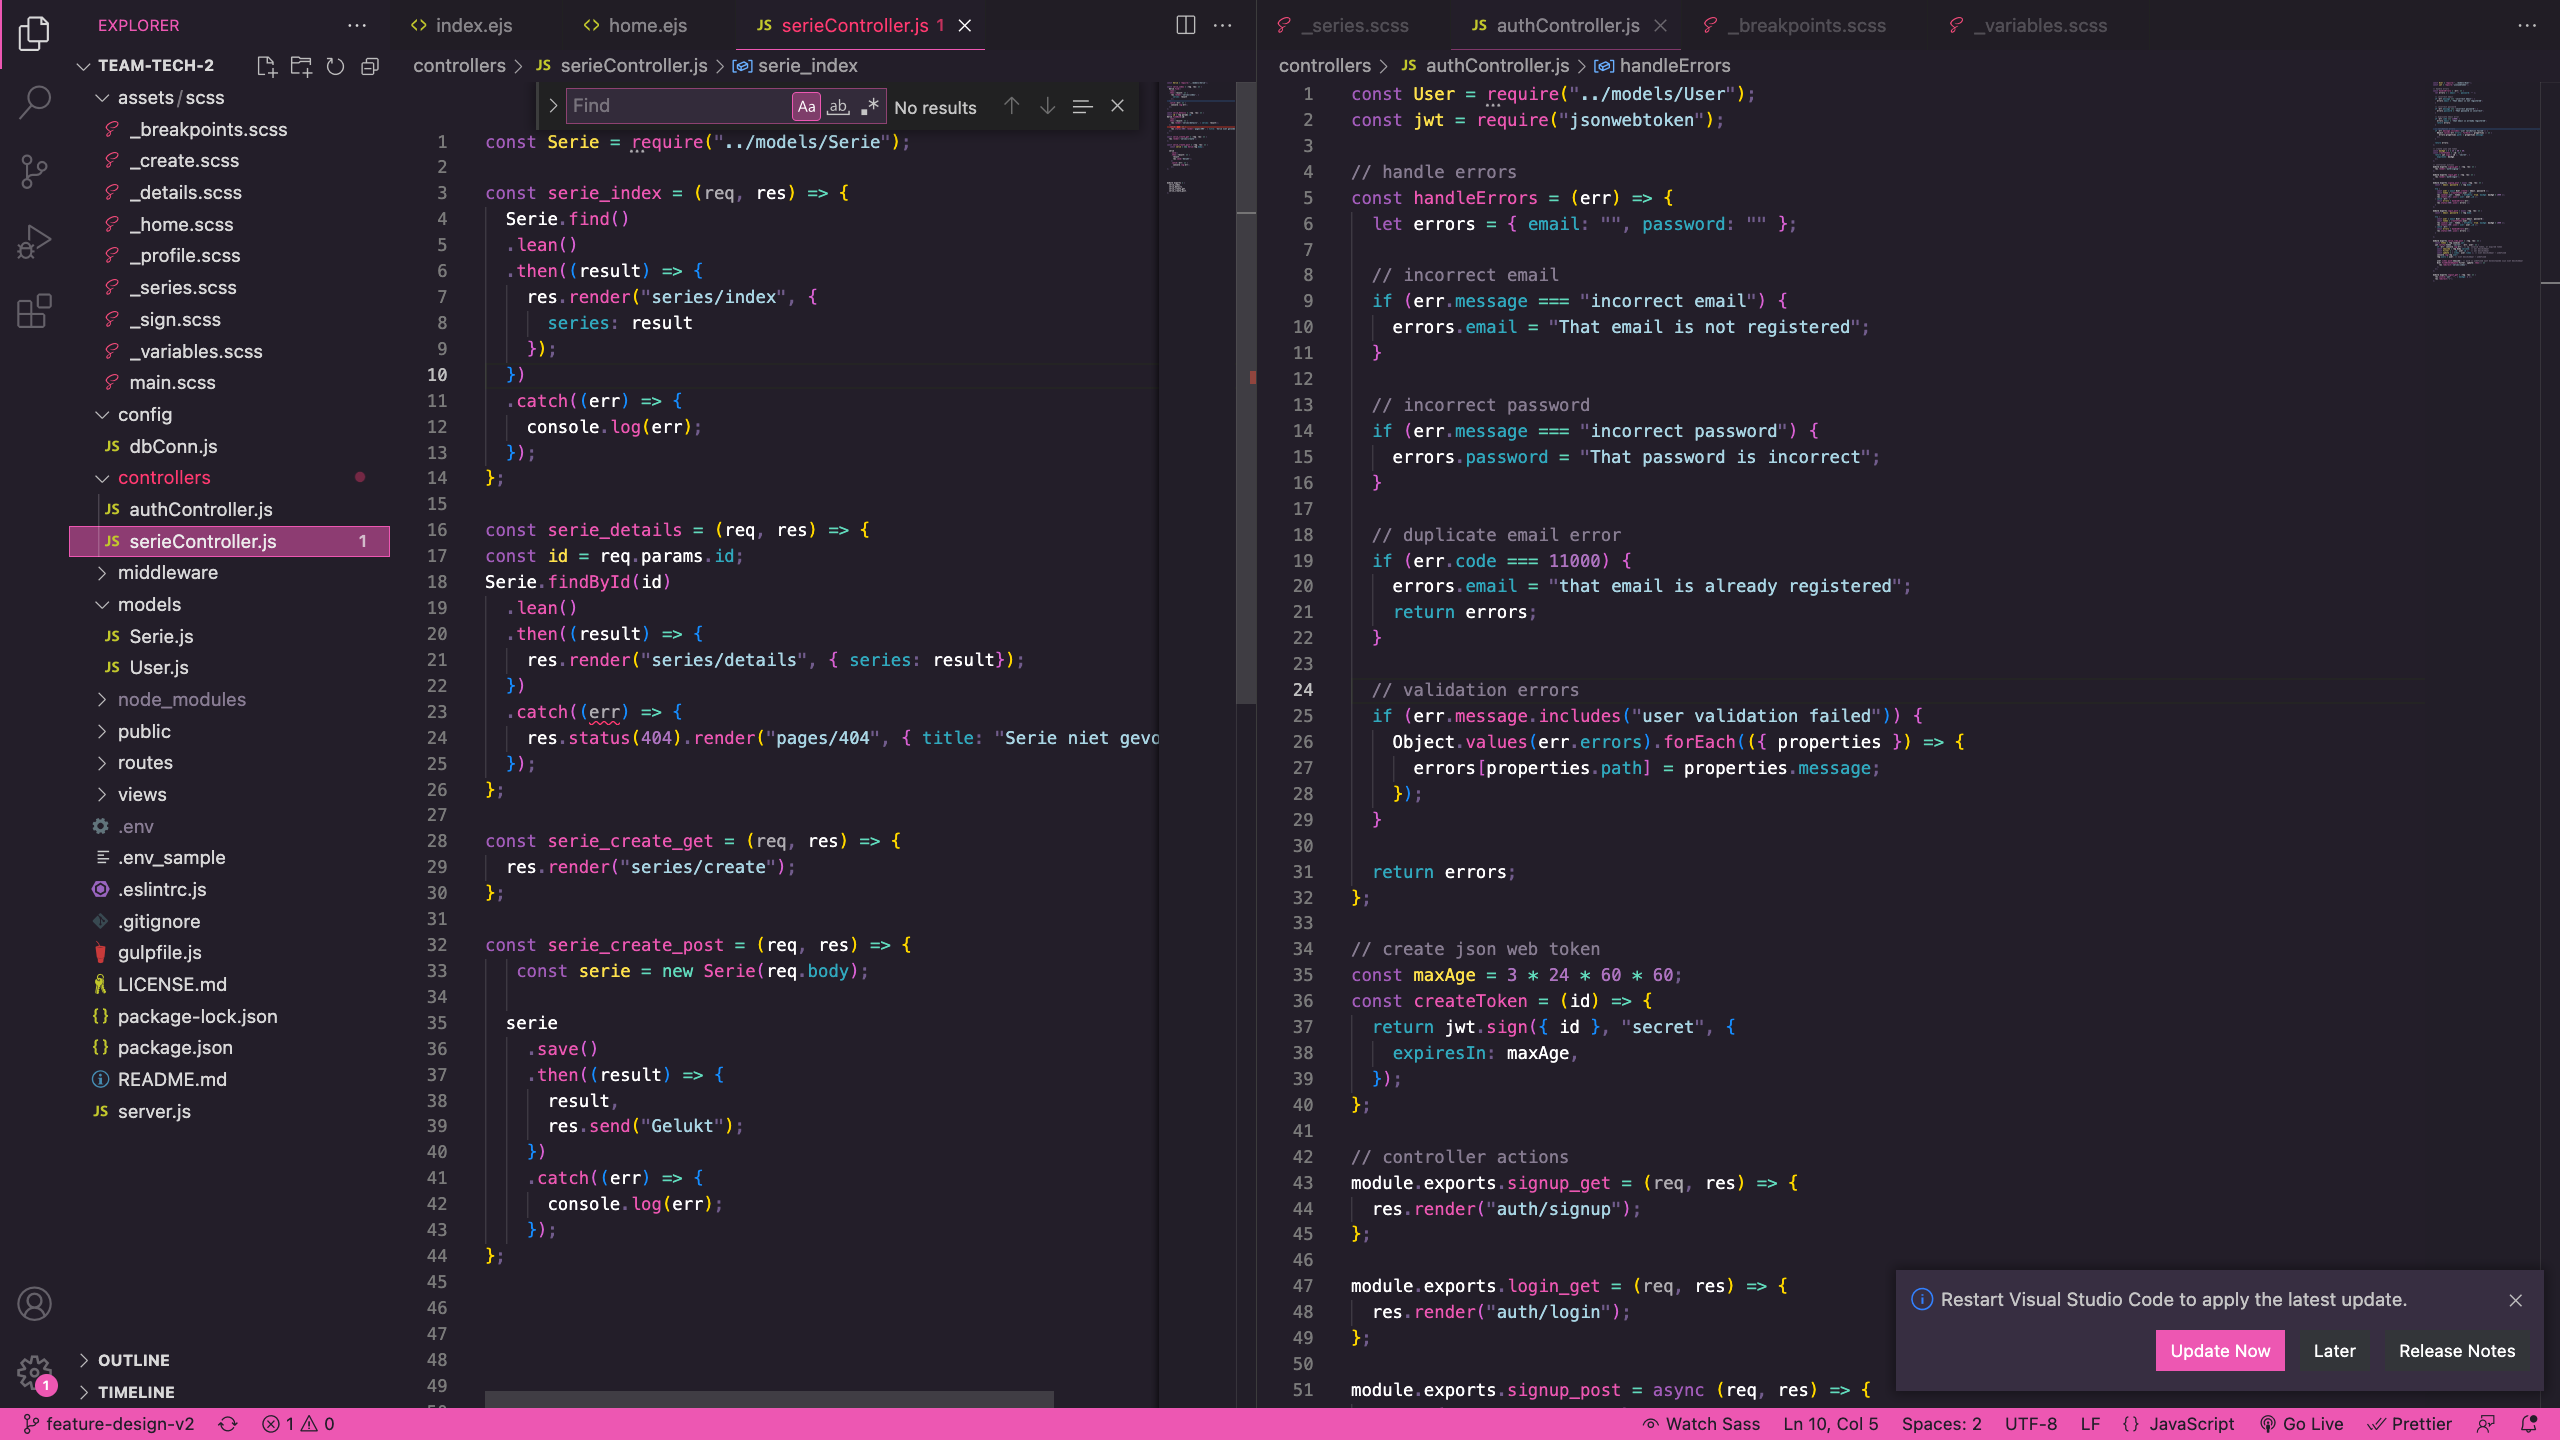 EXPLORER
TEAM-TECH-2
assets/scss
_breakpoints.scss
_create.scss
_details.scss
_home.scss
_profile.scss
_series.scss
_sign.scss
_variables.scss
main.scss
config
JS dbConn.js
controllers
JS authController.js
JS serieController.js 1
middleware
models
JS Serie.js
JS User.js
node_modules
public
routes
views
.env
.env_sample
.eslintrc.js
.gitignore
gulpfile.js
LICENSE.md
{} package-lock.json
{} package.json
README.md
JS server.js
OUTLINE
TIMELINE
1
<> index.ejs
<> home.ejs
JS serieController.js 1
controllers > JS serieController.js > serie_index
Find
Aa ab .*
No results
1 const Serie = require("../models/Serie");
2
3 const serie_index = (req, res) => {
4 Serie.find()
5 .lean()
6 .then((result) => {
7 res.render("series/index", {
8 series: result
9 });
10 })
11 .catch((err) => {
12 console.log(err);
13 });
14 };
15
16 const serie_details = (req, res) => {
17 const id = req.params.id;
18 Serie.findById(id)
19 .lean()
20 .then((result) => {
21 res.render("series/details", { series: result});
22 })
23 .catch((err) => {
24 res.status(404).render("pages/404", { title: "Serie niet gevo
25 });
26 };
27
28 const serie_create_get = (req, res) => {
29 res.render("series/create");
30 };
31
32 const serie_create_post = (req, res) => {
33 const serie = new Serie(req.body);
34
35 serie
36 .save()
37 .then((result) => {
38 result,
39 res.send("Gelukt");
40 })
41 .catch((err) => {
42 console.log(err);
43 });
44 };
45
46
47
48
49
_series.scss
JS authController.js
_breakpoints.scss
_variables.scss
controllers > JS authController.js > handleErrors
1 const User = require("../models/User");
2 const jwt = require("jsonwebtoken");
3
4 // handle errors
5 const handleErrors = (err) => {
6 let errors = { email: "", password: "" };
7
8 // incorrect email
9 if (err.message === "incorrect email") {
10 errors.email = "That email is not registered";
11 }
12
13 // incorrect password
14 if (err.message === "incorrect password") {
15 errors.password = "That password is incorrect";
16 }
17
18 // duplicate email error
19 if (err.code === 11000) {
20 errors.email = "that email is already registered";
21 return errors;
22 }
23
24 // validation errors
25 if (err.message.includes("user validation failed")) {
26 Object.values(err.errors).forEach(({ properties }) => {
27 errors[properties.path] = properties.message;
28 });
29 }
30
31 return errors;
32 };
33
34 // create json web token
35 const maxAge = 3 * 24 * 60 * 60;
36 const createToken = (id) => {
37 return jwt.sign({ id }, "secret", {
38 expiresIn: maxAge,
39 });
40 };
41
42 // controller actions
43 module.exports.signup_get = (req, res) => {
44 res.render("auth/signup");
45 };
46
47 module.exports.login_get = (req, res) => {
48 res.render("auth/login");
49 };
50
51 module.exports.signup_post = async (req, res) => {
Restart Visual Studio Code to apply the latest update.
Update Now
Later
Release Notes
feature-design-v2
1 0
Watch Sass
Ln 10, Col 5
Spaces: 2
UTF-8
LF
{} JavaScript
Go Live
Prettier